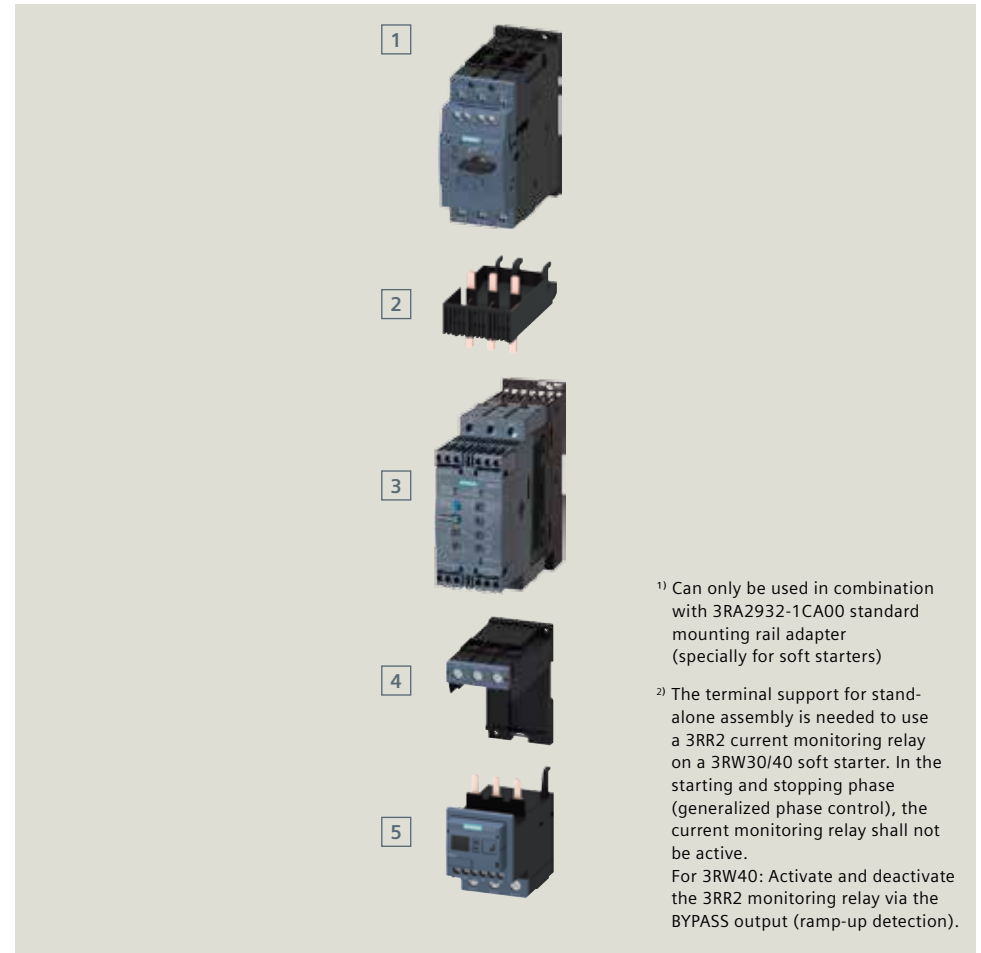 1
2
3
4
5
¹⁾ Can only be used in combination
with 3RA2932-1CA00 standard
mounting rail adapter
(specially for soft starters)
²⁾ The terminal support for stand-
alone assembly is needed to use
a 3RR2 current monitoring relay
on a 3RW30/40 soft starter. In the
starting and stopping phase
(generalized phase control), the
current monitoring relay shall not
be active.
For 3RW40: Activate and deactivate
the 3RR2 monitoring relay via the
BYPASS output (ramp-up detection).